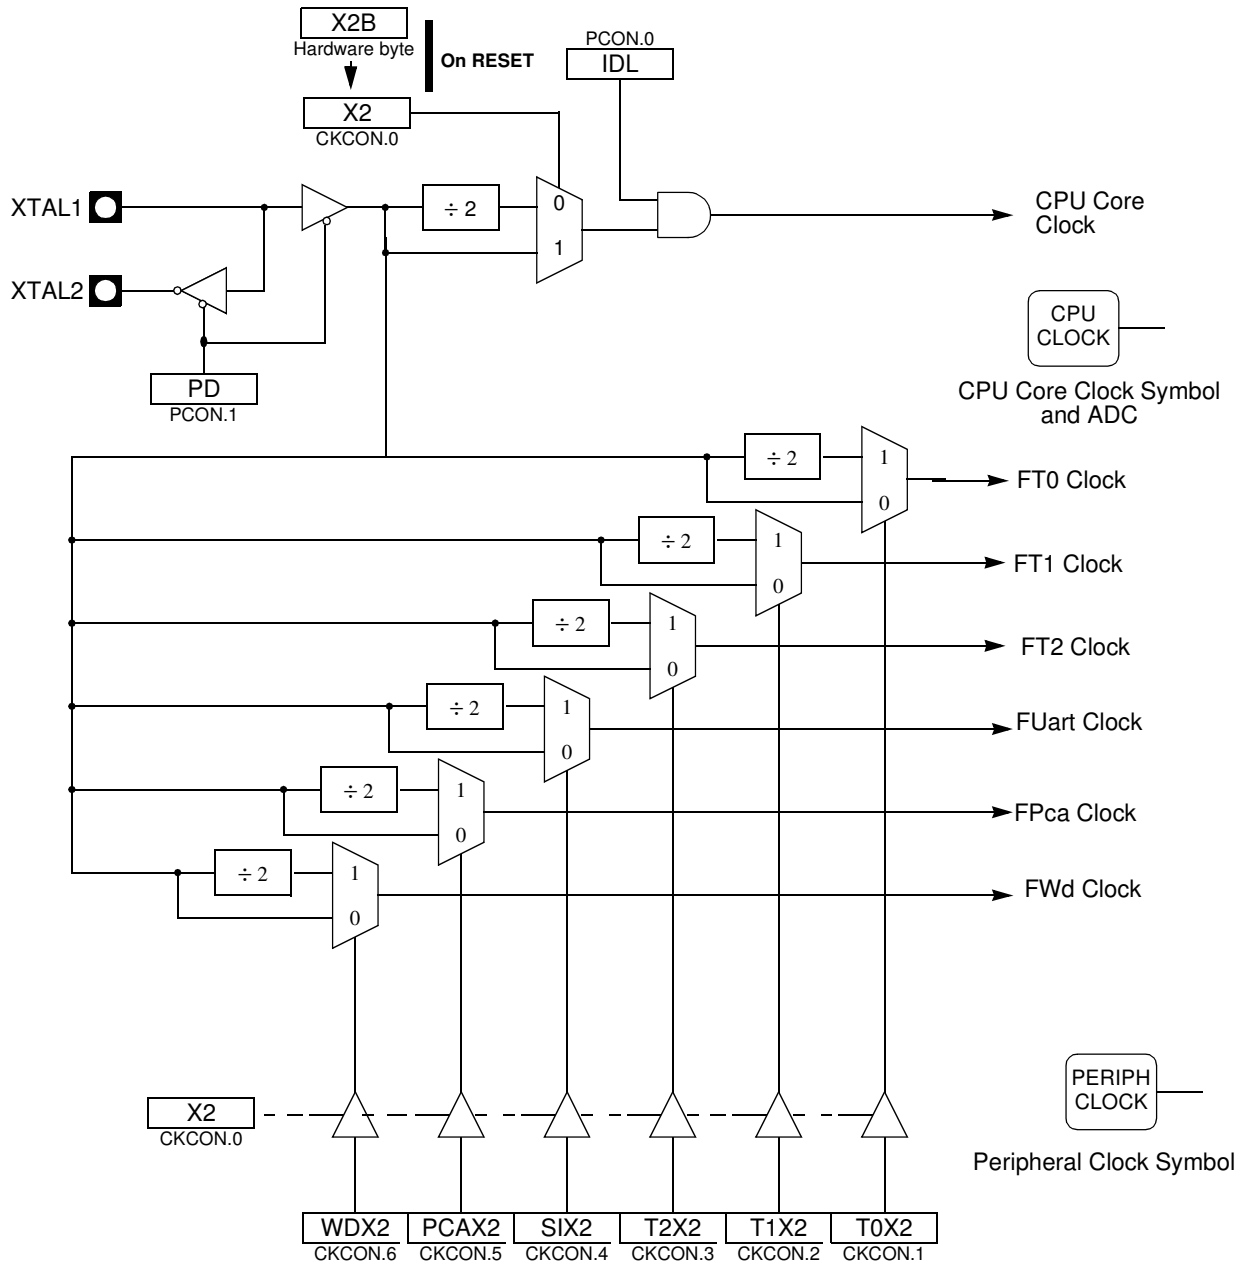 X2B
Hardware byte
On RESET
PCON.0
IDL
X2
CKCON.0
XTAL1
÷ 2
0
1
CPU Core
Clock
XTAL2
CPU
CLOCK
PD
PCON.1
CPU Core Clock Symbol
and ADC
÷ 2
1
0
FT0 Clock
÷ 2
1
0
FT1 Clock
÷ 2
1
0
FT2 Clock
÷ 2
1
0
FUart Clock
÷ 2
1
0
FPca Clock
÷ 2
1
0
FWd Clock
X2
CKCON.0
PERIPH
CLOCK
Peripheral Clock Symbol
WDX2
CKCON.6
PCAX2
CKCON.5
SIX2
CKCON.4
T2X2
CKCON.3
T1X2
CKCON.2
T0X2
CKCON.1